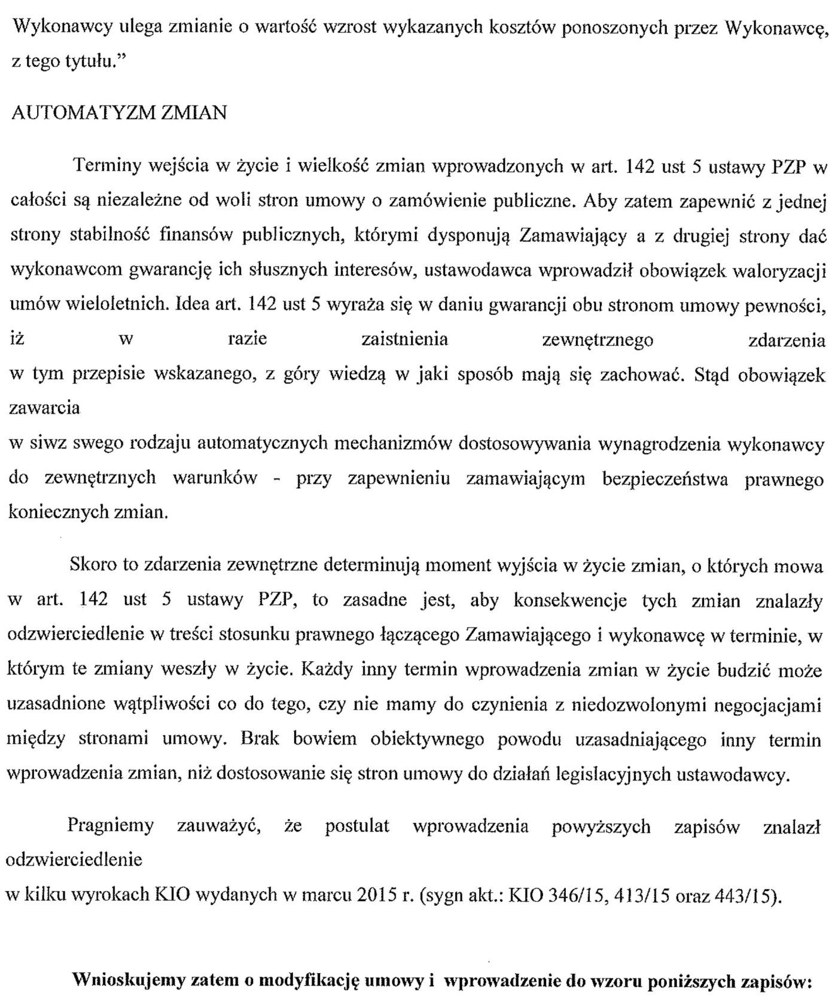 Wykonawcy ulega zmianie o wartość wzrost wykazanych kosztów ponoszonych przez Wykonawcę,
z tego tytułu.”
AUTOMATYZM ZMIAN
Terminy wejścia w życie i wielkość zmian wprowadzonych w art. 142 ust 5 ustawy PZP w
całości są niezależne od woli stron umowy o zamówienie publiczne. Aby zatem zapewnić z jednej
strony stabilność finansów publicznych, którymi dysponują Zamawiający a z drugiej strony dać
wykonawcom gwarancję ich słusznych interesów, ustawodawca wprowadził obowiązek waloryzacji
umów wieloletnich. Idea art. 142 ust 5 wyraża się w daniu gwarancji obu stronom umowy pewności,
iż w razie zaistnienia zewnętrznego zdarzenia
w tym przepisie wskazanego, z góry wiedzą w jaki sposób mają się zachować. Stąd obowiązek
zawarcia
w siwz swego rodzaju automatycznych mechanizmów dostosowywania wynagrodzenia wykonawcy
do zewnętrznych warunków - przy zapewnieniu zamawiającym bezpieczeństwa prawnego
koniecznych zmian.
Skoro to zdarzenia zewnętrzne determinują moment wyjścia w życie zmian, o których mowa
w art. 142 ust 5 ustawy PZP, to zasadne jest, aby konsekwencje tych zmian znalazły
odzwierciedlenie w treści stosunku prawnego łączącego Zamawiającego i wykonawcę w terminie, w
którym te zmiany weszły w życie. Każdy inny termin wprowadzenia zmian w życie budzić może
uzasadnione wątpliwości co do tego, czy nie mamy do czynienia z niedozwolonymi negocjacjami
między stronami umowy. Brak bowiem obiektywnego powodu uzasadniającego inny termin
wprowadzenia zmian, niż dostosowanie się stron umowy do działań legislacyjnych ustawodawcy.
Pragniemy zauważyć, że postulat wprowadzenia powyższych zapisów znalazł
odzwierciedlenie
w kilku wyrokach KIO wydanych w marcu 2015 r. (sygn akt.: KIO 346/15, 413/15 oraz 443/15).
Wnioskujemy zatem o modyfikację umowy i wprowadzenie do wzoru poniższych zapisów: